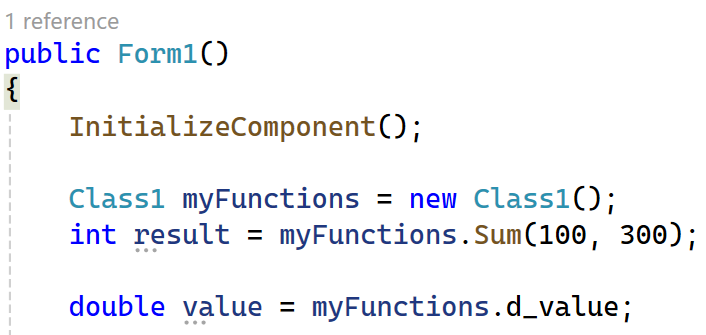 1 reference
public Form1()
{
InitializeComponent();
Class1 myFunctions = new Class1();
int result = myFunctions.Sum(100, 300);
double value = myFunctions.d_value;